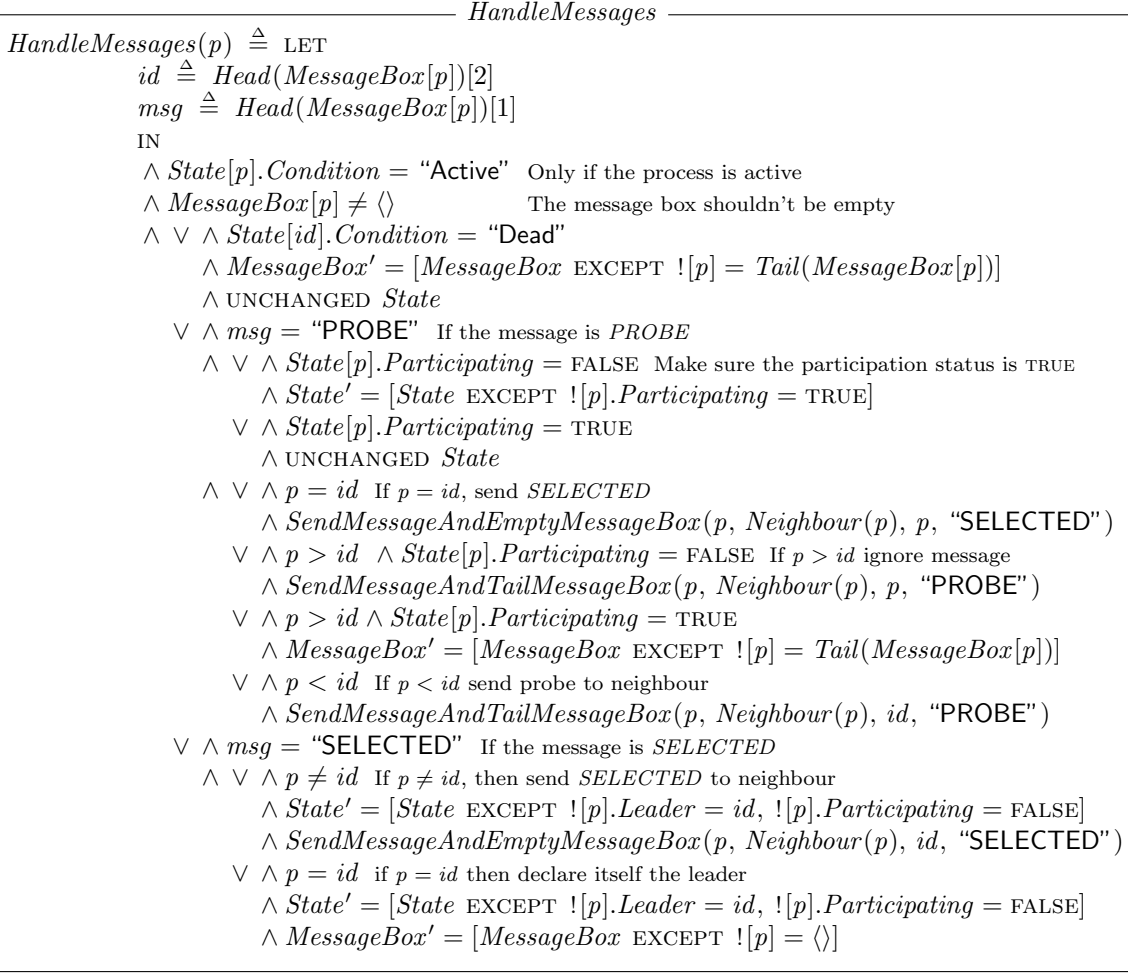 HandleMessages
HandleMessages(p) ≜ LET
id ≜ Head(MessageBox[p])[2]
msg ≜ Head(MessageBox[p])[1]
IN
∧ State[p].Condition = “Active” Only if the process is active
∧ MessageBox[p] ≠ ⟨⟩ The message box shouldn't be empty
∧ ∨ ∧ State[id].Condition = “Dead”
∧ MessageBox′ = [MessageBox EXCEPT ![p] = Tail(MessageBox[p])]
∧ UNCHANGED State
∨ ∧ msg = “PROBE” If the message is PROBE
∧ ∨ ∧ State[p].Participating = FALSE Make sure the participation status is TRUE
∧ State′ = [State EXCEPT ![p].Participating = TRUE]
∨ ∧ State[p].Participating = TRUE
∧ UNCHANGED State
∧ ∨ ∧ p = id If p = id, send SELECTED
∧ SendMessageAndEmptyMessageBox(p, Neighbour(p), p, “SELECTED”)
∨ ∧ p > id ∧ State[p].Participating = FALSE If p > id ignore message
∧ SendMessageAndTailMessageBox(p, Neighbour(p), p, “PROBE”)
∨ ∧ p > id ∧ State[p].Participating = TRUE
∧ MessageBox′ = [MessageBox EXCEPT ![p] = Tail(MessageBox[p])]
∨ ∧ p < id If p < id send probe to neighbour
∧ SendMessageAndTailMessageBox(p, Neighbour(p), id, “PROBE”)
∨ ∧ msg = “SELECTED” If the message is SELECTED
∧ ∨ ∧ p ≠ id If p ≠ id, then send SELECTED to neighbour
∧ State′ = [State EXCEPT ![p].Leader = id, ![p].Participating = FALSE]
∧ SendMessageAndEmptyMessageBox(p, Neighbour(p), id, “SELECTED”)
∨ ∧ p = id if p = id then declare itself the leader
∧ State′ = [State EXCEPT ![p].Leader = id, ![p].Participating = FALSE]
∧ MessageBox′ = [MessageBox EXCEPT ![p] = ⟨⟩]